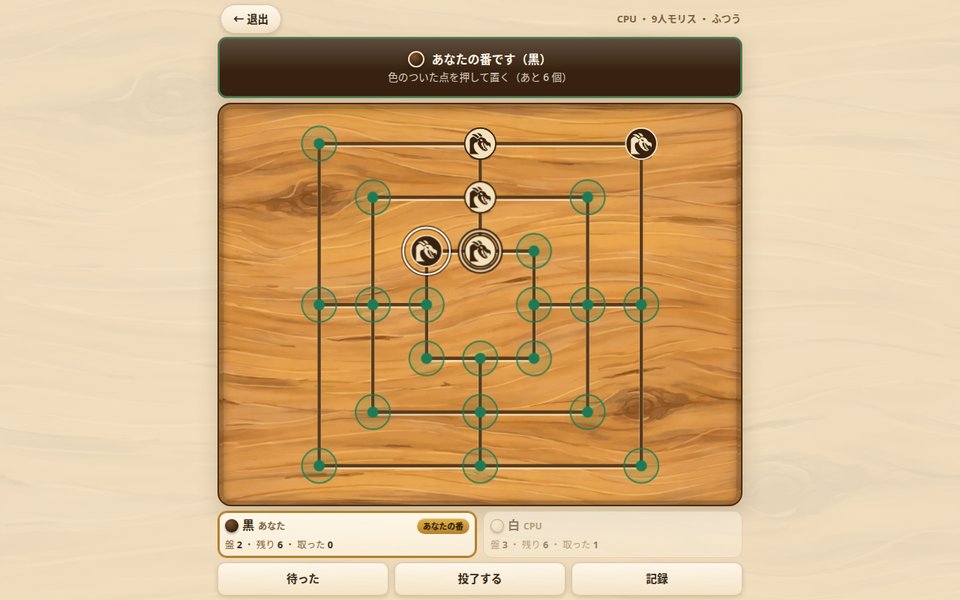 ← 退出
CPU ・ 9人モリス ・ ふつう
あなたの番です（黒）
色のついた点を押して置く（あと 6 個）
黒 あなた
あなたの番
盤 2 ・ 残り 6 ・ 取った 0
白 CPU
盤 3 ・ 残り 6 ・ 取った 1
待った
投了する
記録